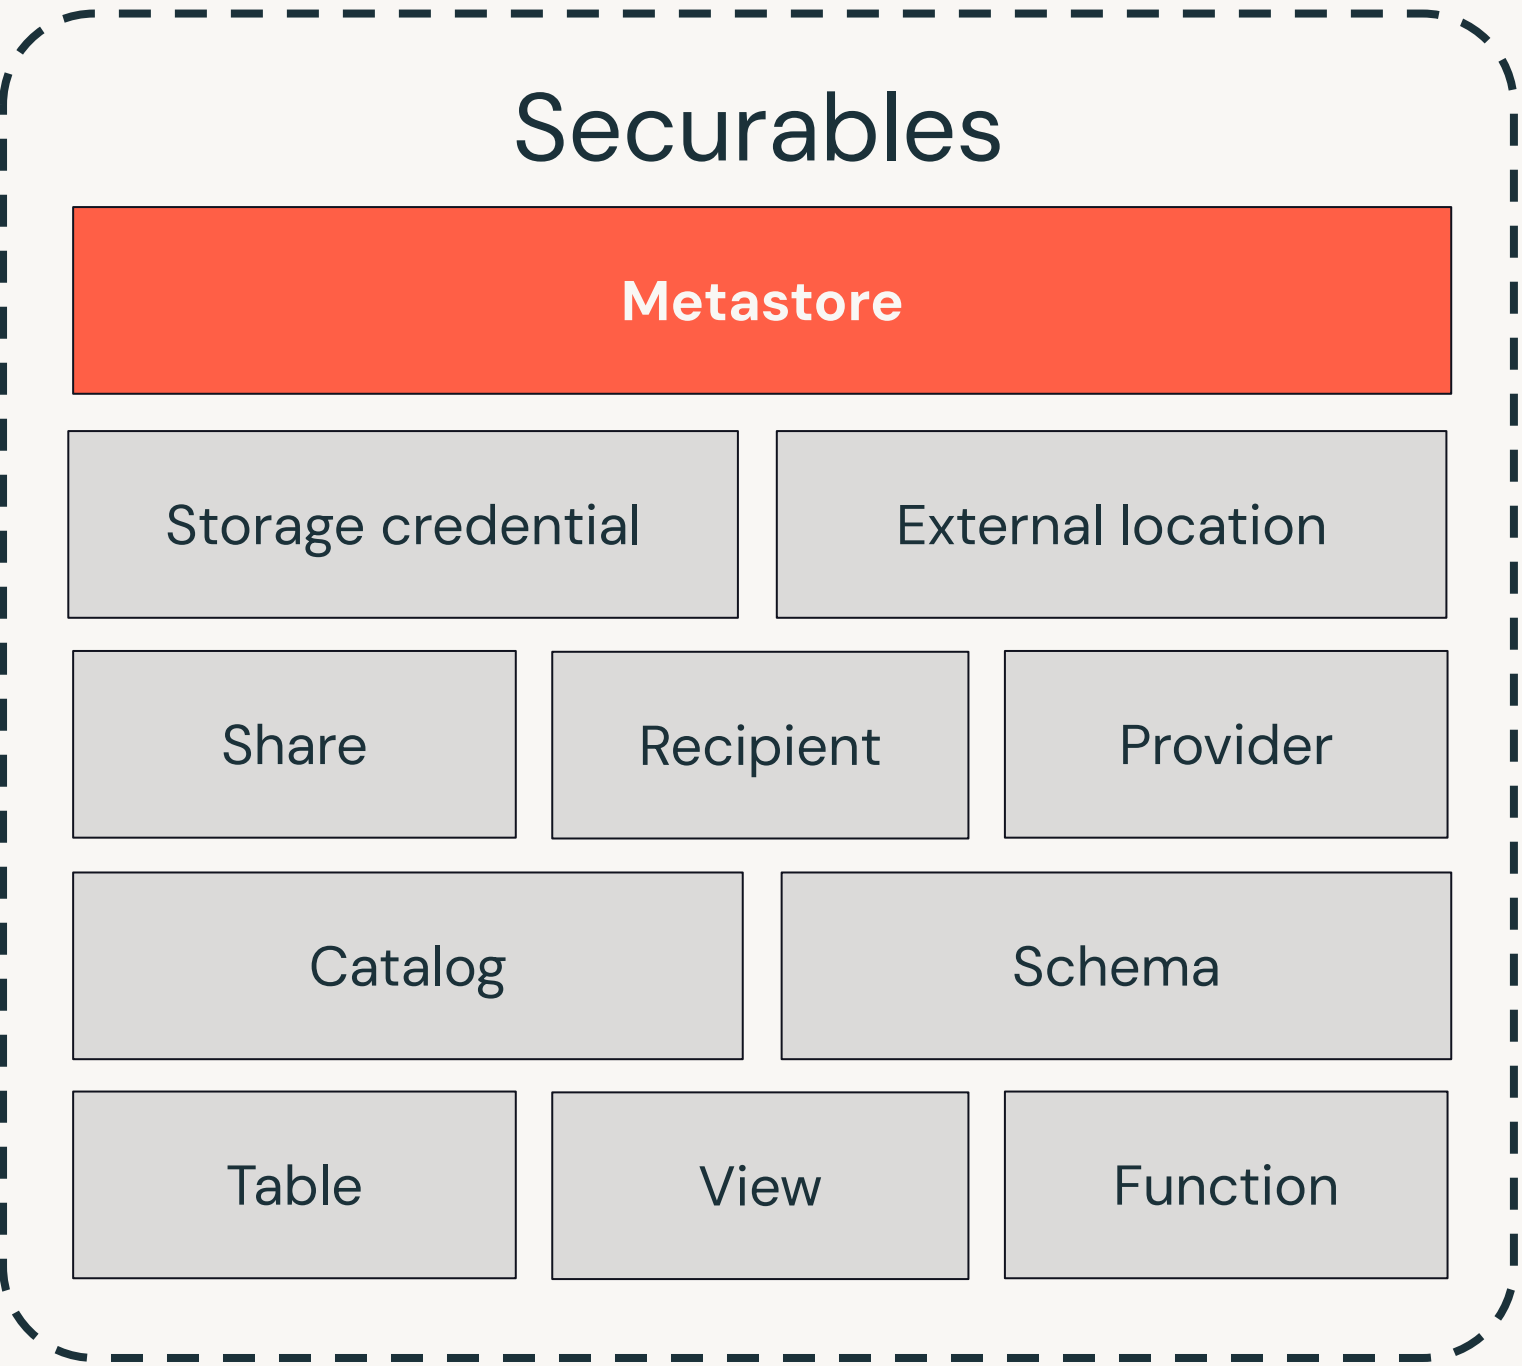 Securables
Metastore
Storage credential
External location
Share
Recipient
Provider
Catalog
Schema
Table
View
Function